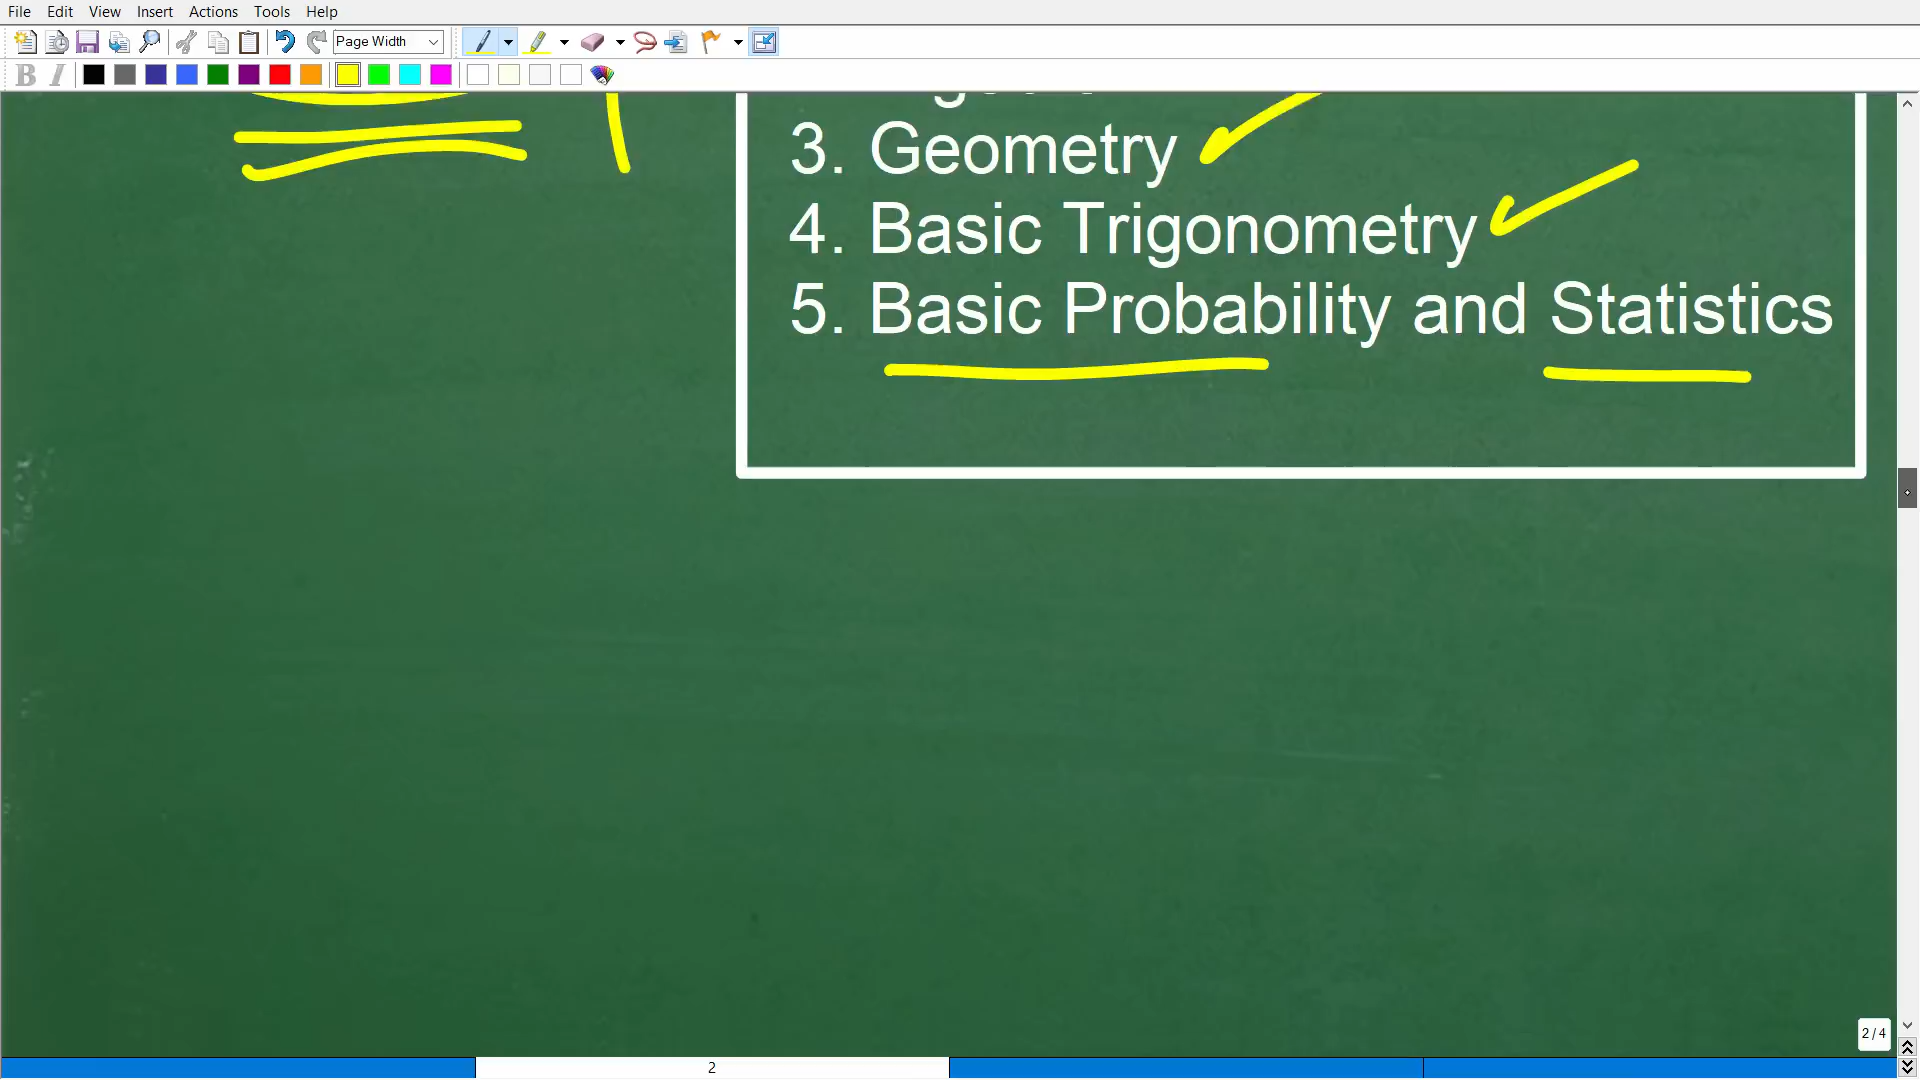 File Edit View Insert Actions Tools Help
Page Width
B I
3. Geometry
4. Basic Trigonometry
5. Basic Probability and Statistics
2 / 4
2